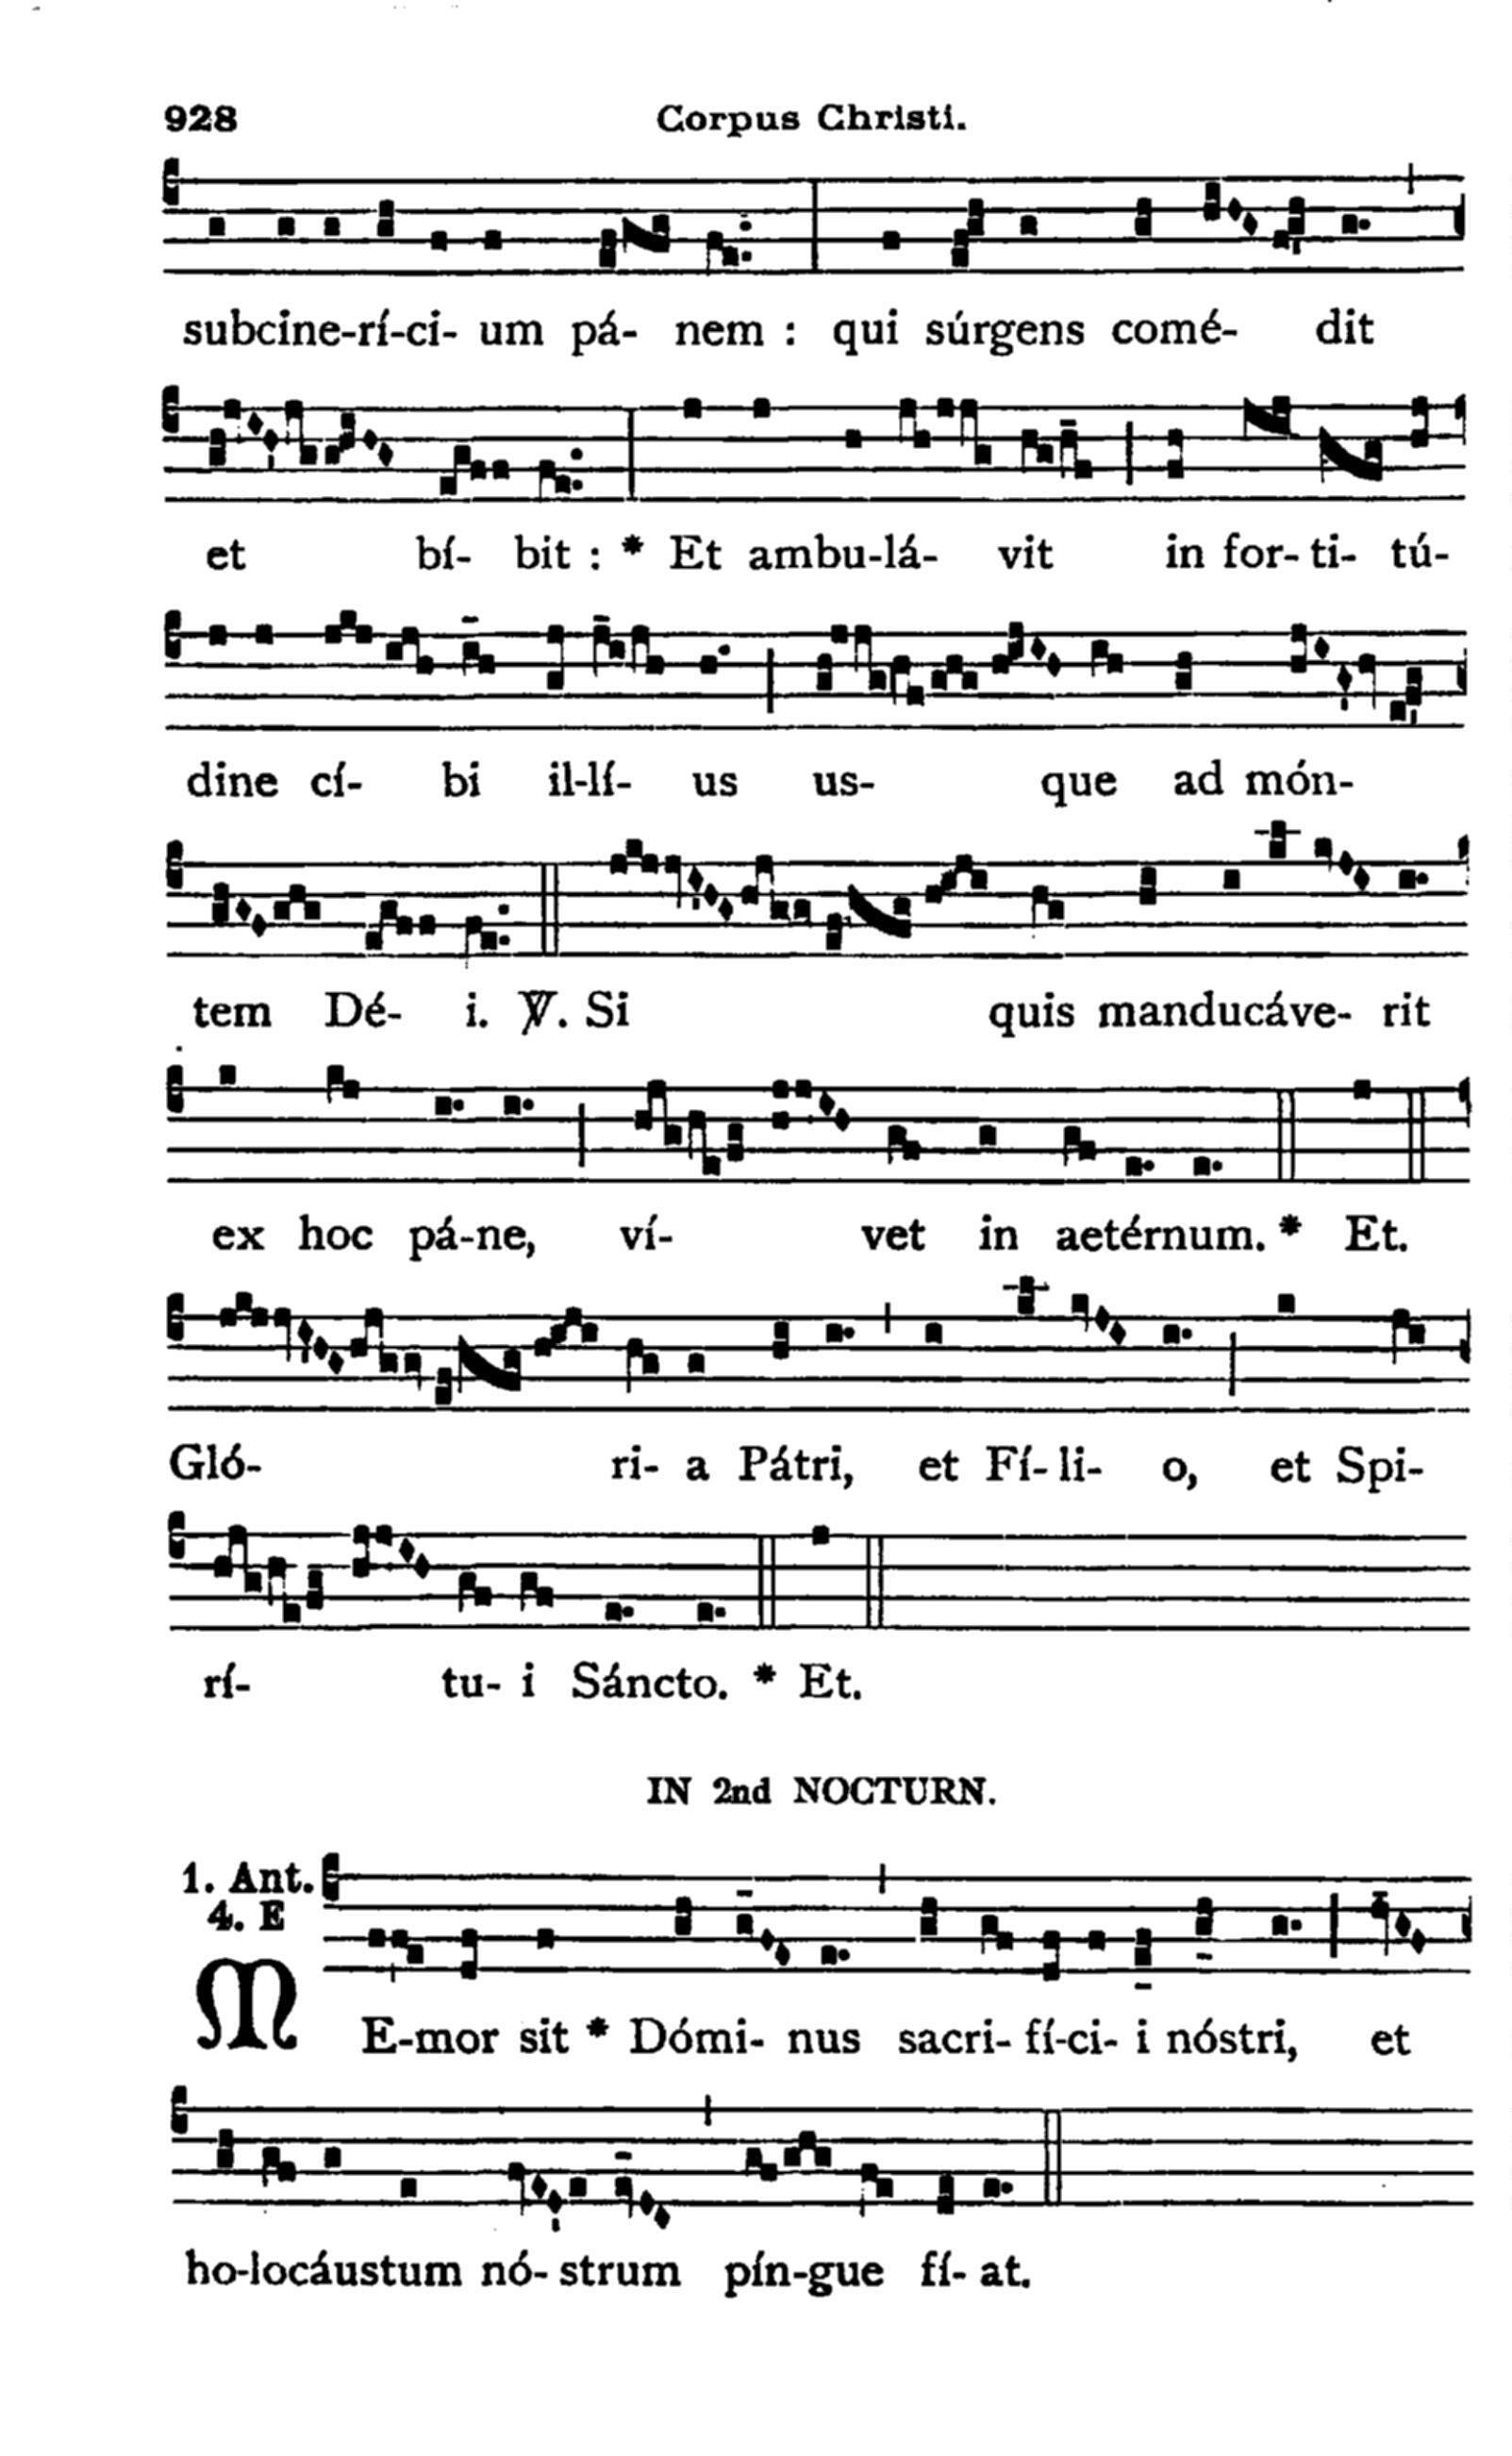 928 Corpus Christi.
subcine-rí-ci- um pá- nem : qui súrgens comé- dit
et bí- bit : * Et ambu-lá- vit in for- ti- tú-
dine cí- bi il-lí- us us- que ad món-
tem Dé- i. ℣. Si quis manducáve- rit
ex hoc pá-ne, ví- vet in aetérnum. * Et.
Gló- ri- a Pátri, et Fí- li- o, et Spi-
rí- tu- i Sáncto. * Et.
IN 2nd NOCTURN.
1. Ant.
4. E
ME-mor sit * Dómi- nus sacri- fí-ci- i nóstri, et
ho-locáustum nó- strum pín-gue fí- at.